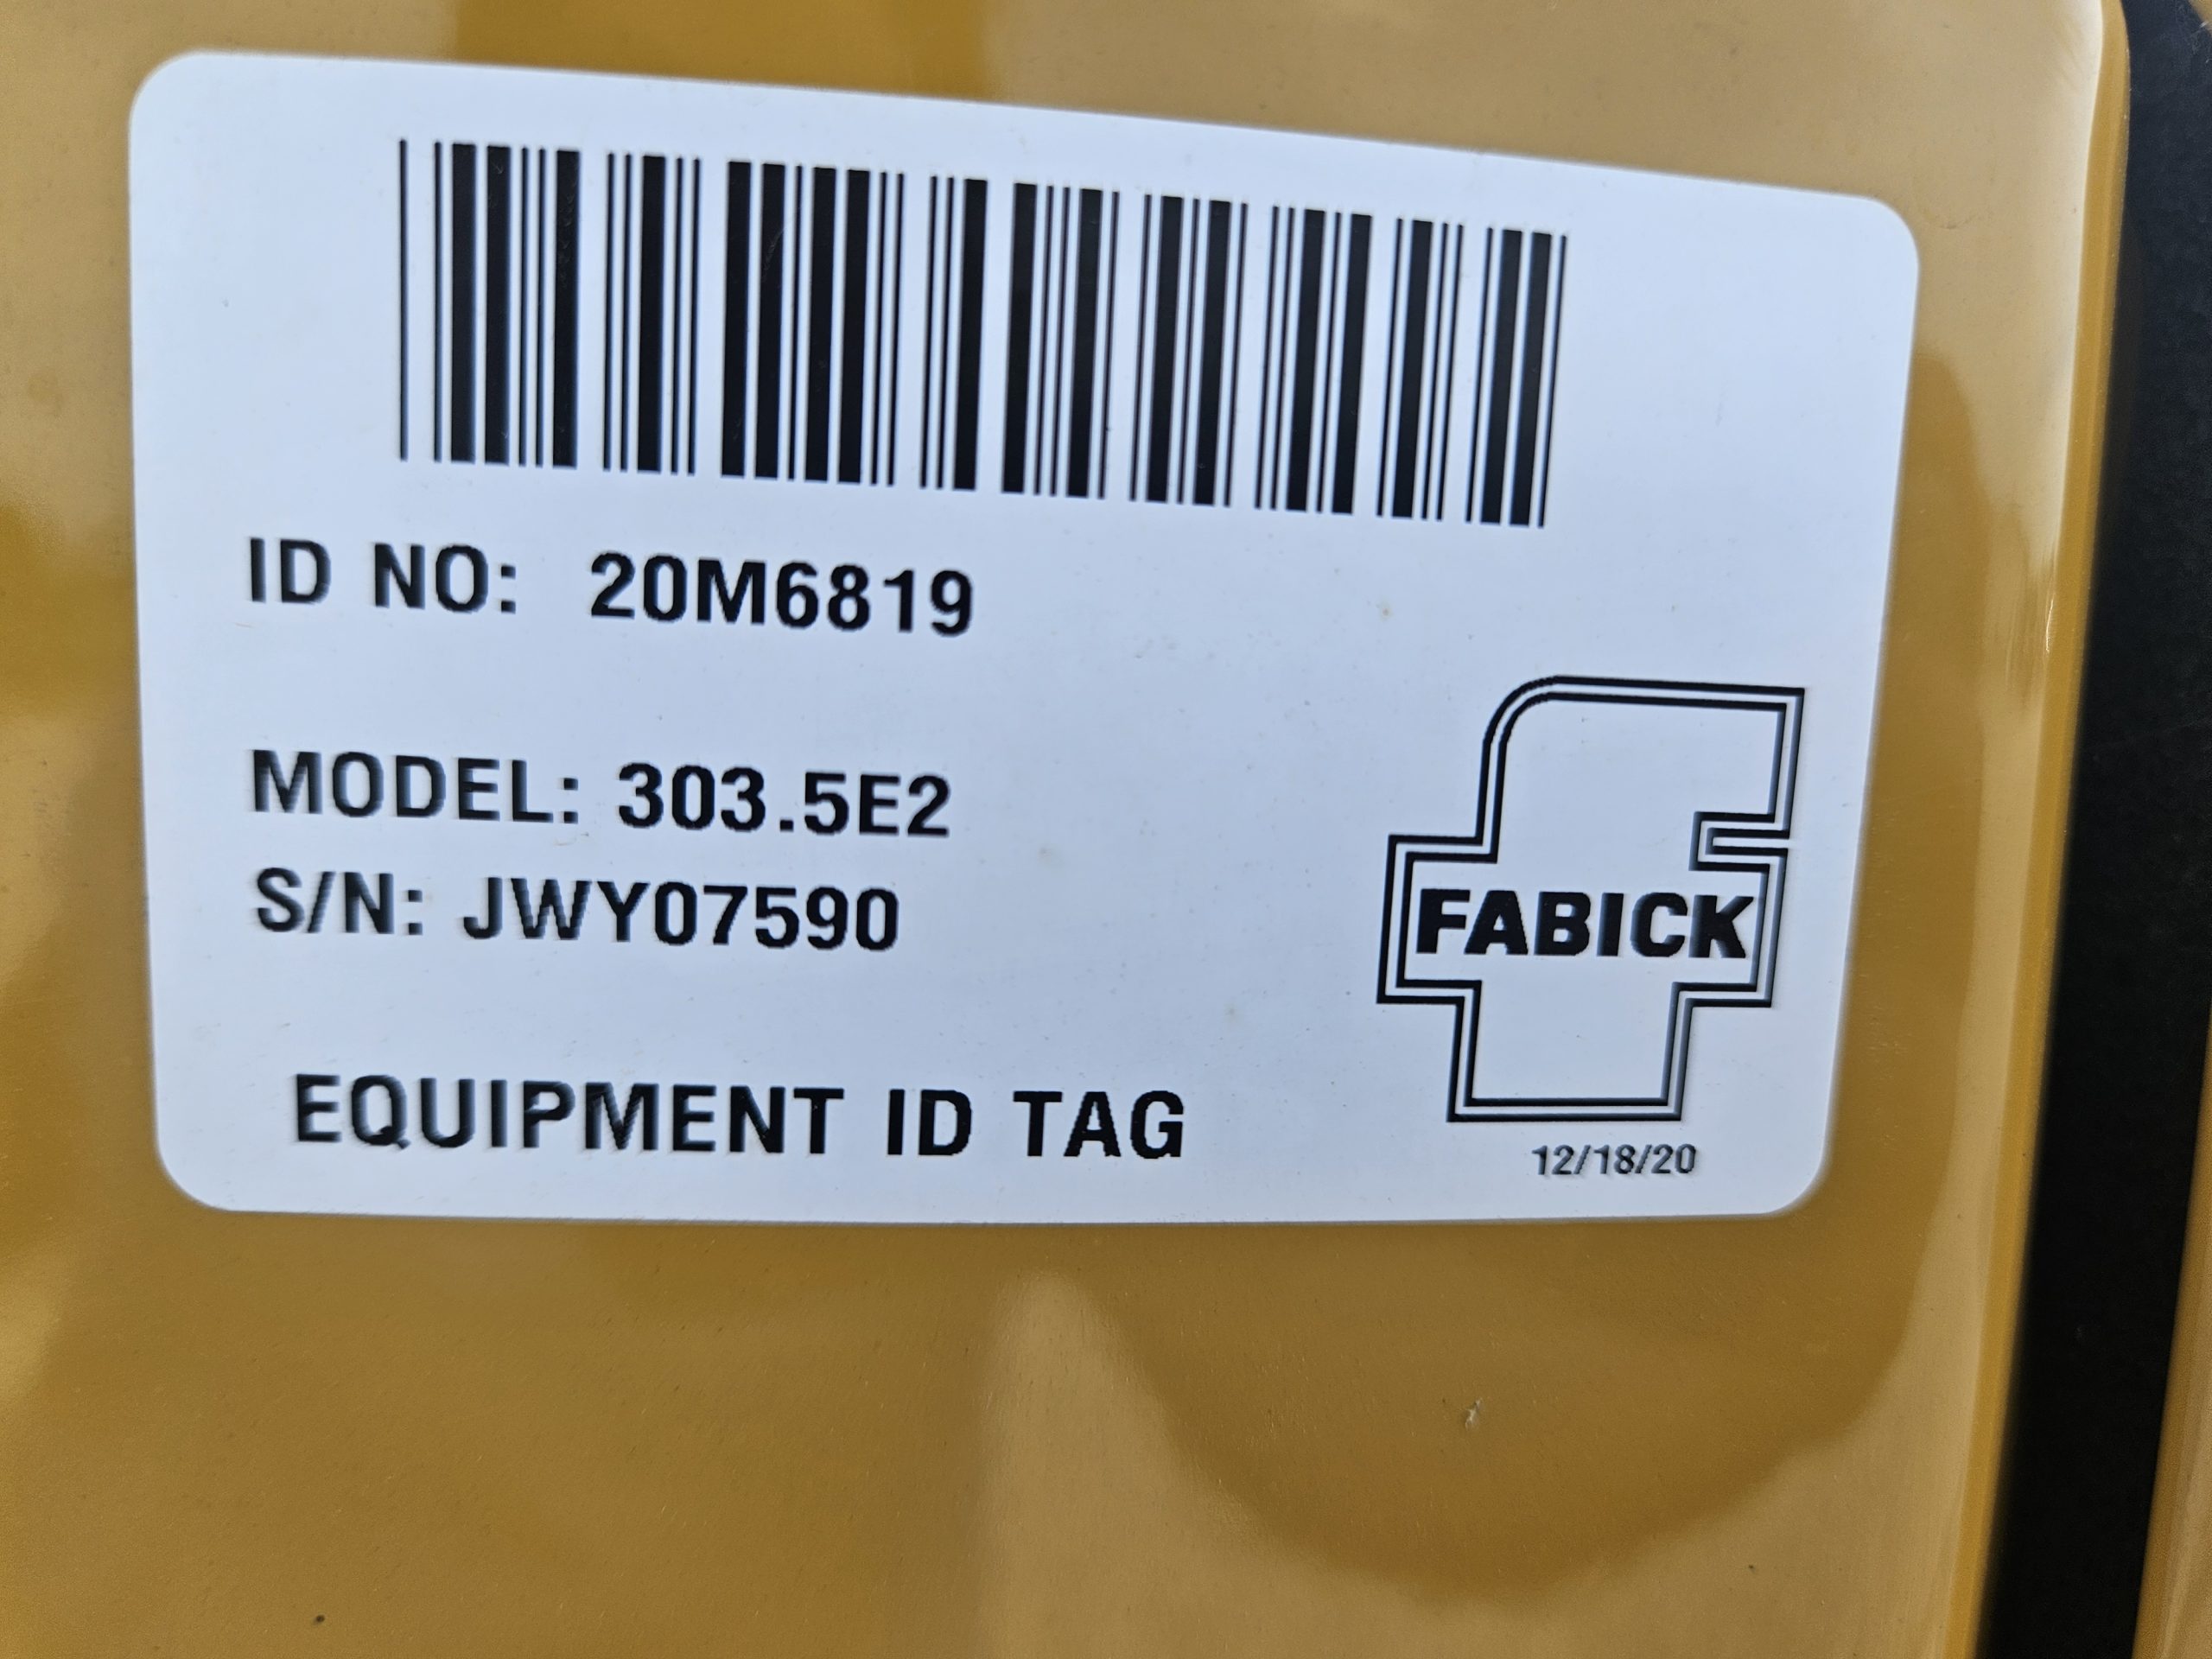 ID NO: 20M6819
MODEL: 303.5E2
S/N: JWY07590
FABICK
EQUIPMENT ID TAG
12/18/20